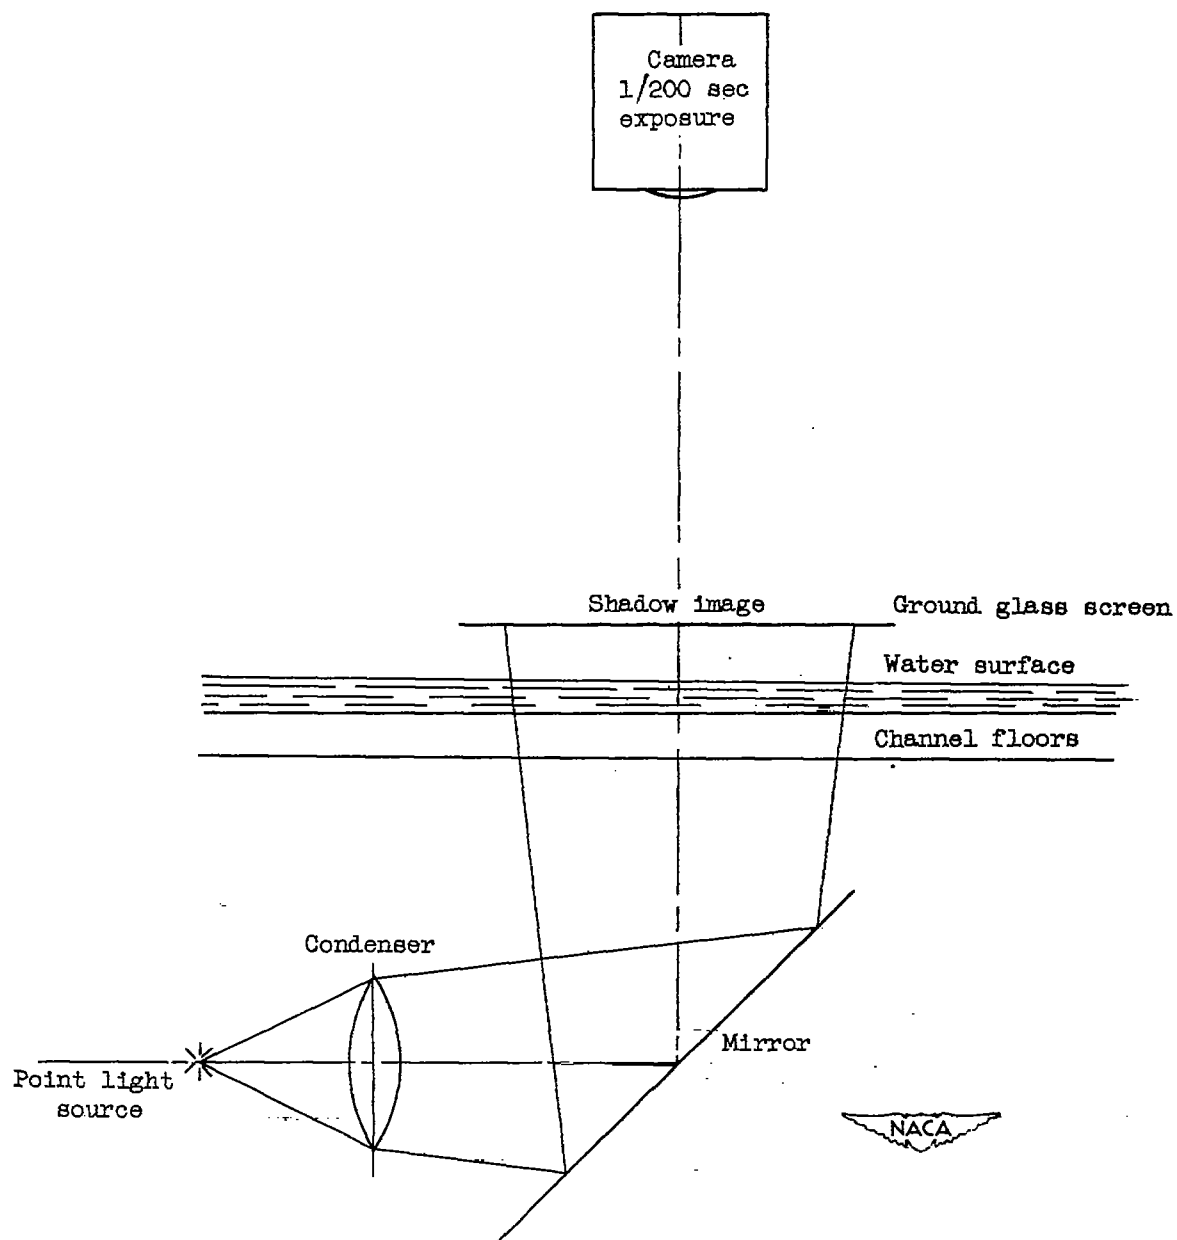 Camera
1/200 sec
exposure
Shadow image
Ground glass screen
Water surface
Channel floors
Condenser
Mirror
Point light
source
NACA